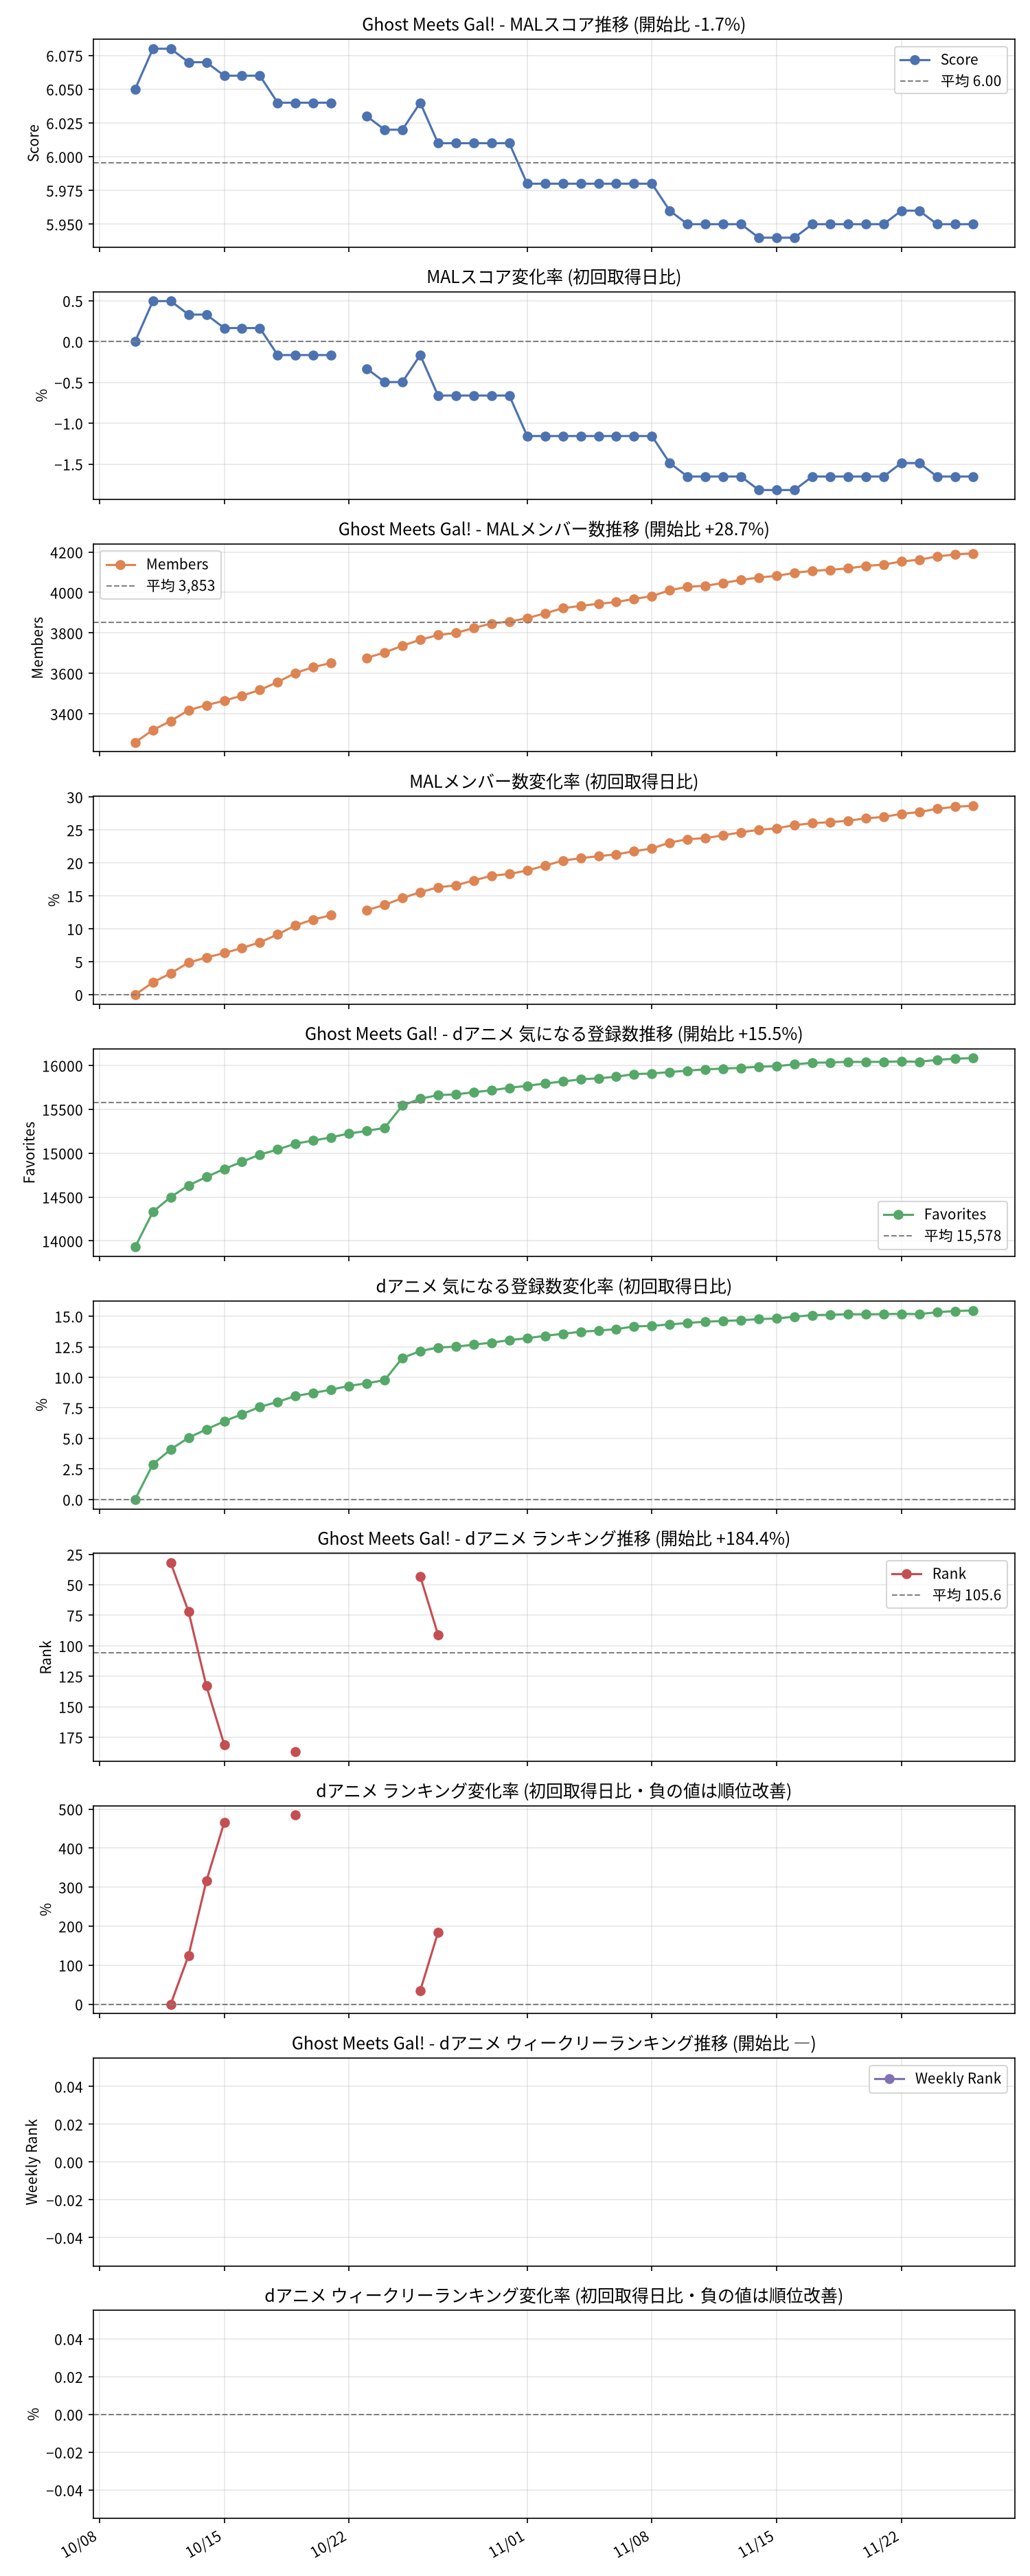 Ghost Meets Gal! - MALスコア推移 (開始比 -1.7%)
Score
6.075
6.050
6.025
6.000
5.975
5.950
Score
平均 6.00
MALスコア変化率 (初回取得日比)
%
0.5
0.0
−0.5
−1.0
−1.5
Ghost Meets Gal! - MALメンバー数推移 (開始比 +28.7%)
Members
4200
4000
3800
3600
3400
Members
平均 3,853
MALメンバー数変化率 (初回取得日比)
%
30
25
20
15
10
5
0
Ghost Meets Gal! - dアニメ 気になる登録数推移 (開始比 +15.5%)
Favorites
16000
15500
15000
14500
14000
Favorites
平均 15,578
dアニメ 気になる登録数変化率 (初回取得日比)
%
15.0
12.5
10.0
7.5
5.0
2.5
0.0
Ghost Meets Gal! - dアニメ ランキング推移 (開始比 +184.4%)
Rank
25
50
75
100
125
150
175
Rank
平均 105.6
dアニメ ランキング変化率 (初回取得日比・負の値は順位改善)
%
500
400
300
200
100
0
Ghost Meets Gal! - dアニメ ウィークリーランキング推移 (開始比 —)
Weekly Rank
0.04
0.02
0.00
−0.02
−0.04
Weekly Rank
dアニメ ウィークリーランキング変化率 (初回取得日比・負の値は順位改善)
%
0.04
0.02
0.00
−0.02
−0.04
10/08
10/15
10/22
11/01
11/08
11/15
11/22